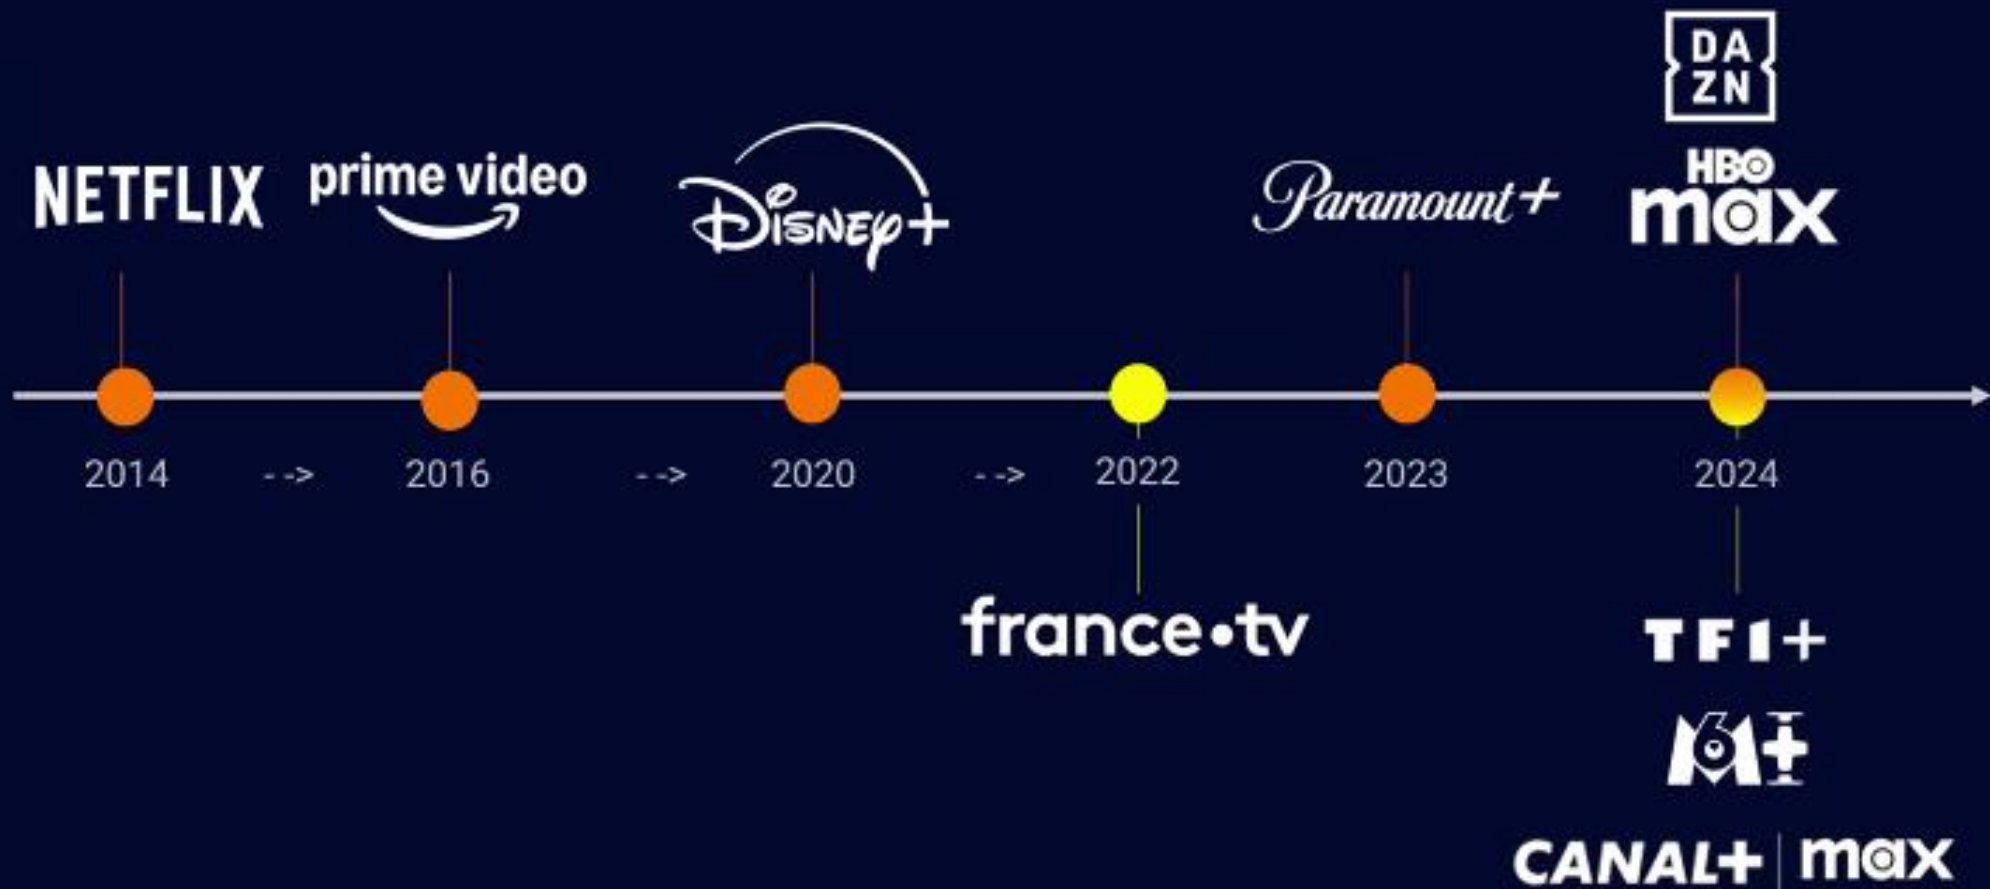 DA
ZN
NETFLIX
prime video
Disney+
Paramount+
HBO
max
2014 --> 2016 --> 2020 --> 2022 2023 2024
france•tv
TF1+
M6+
CANAL+ | max